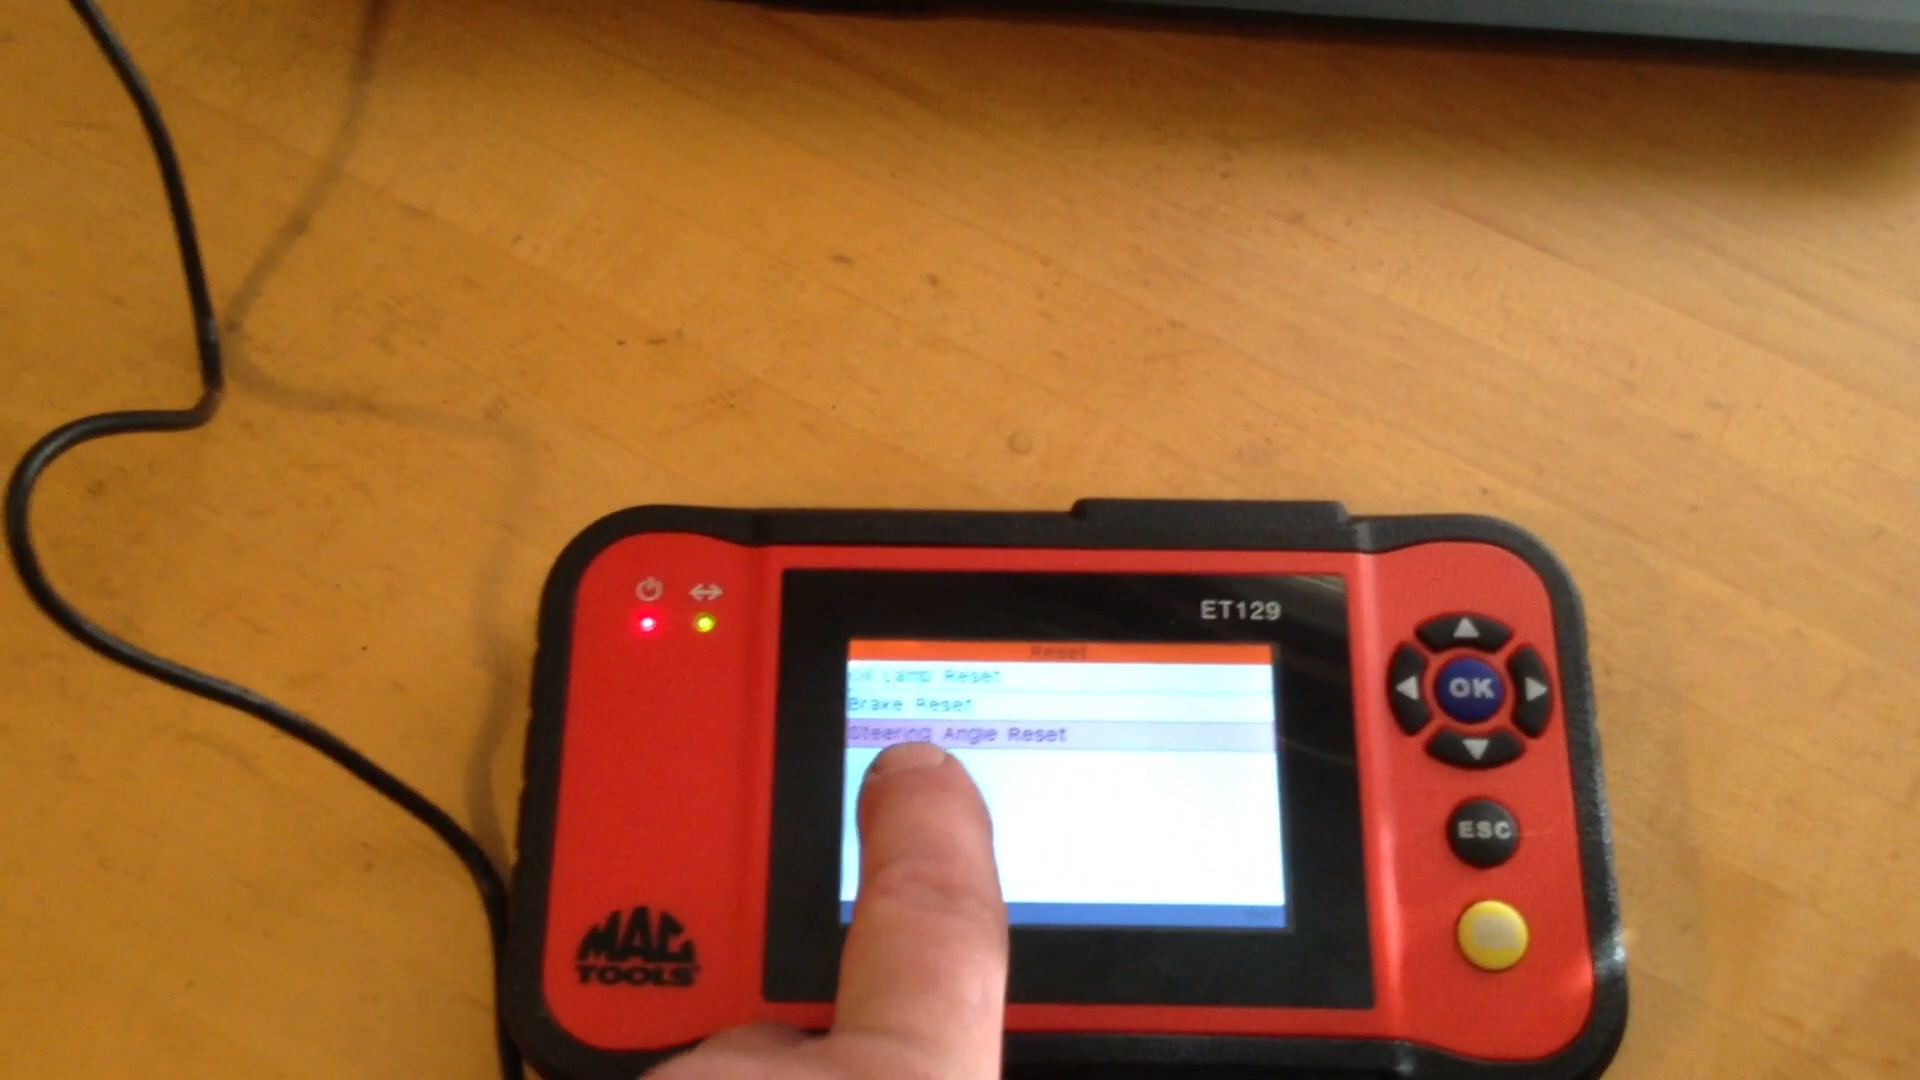 ET129
Reset
Oil Lamp Reset
Brake Reset
Steering Angle Reset
OK
ESC
MAC
TOOLS